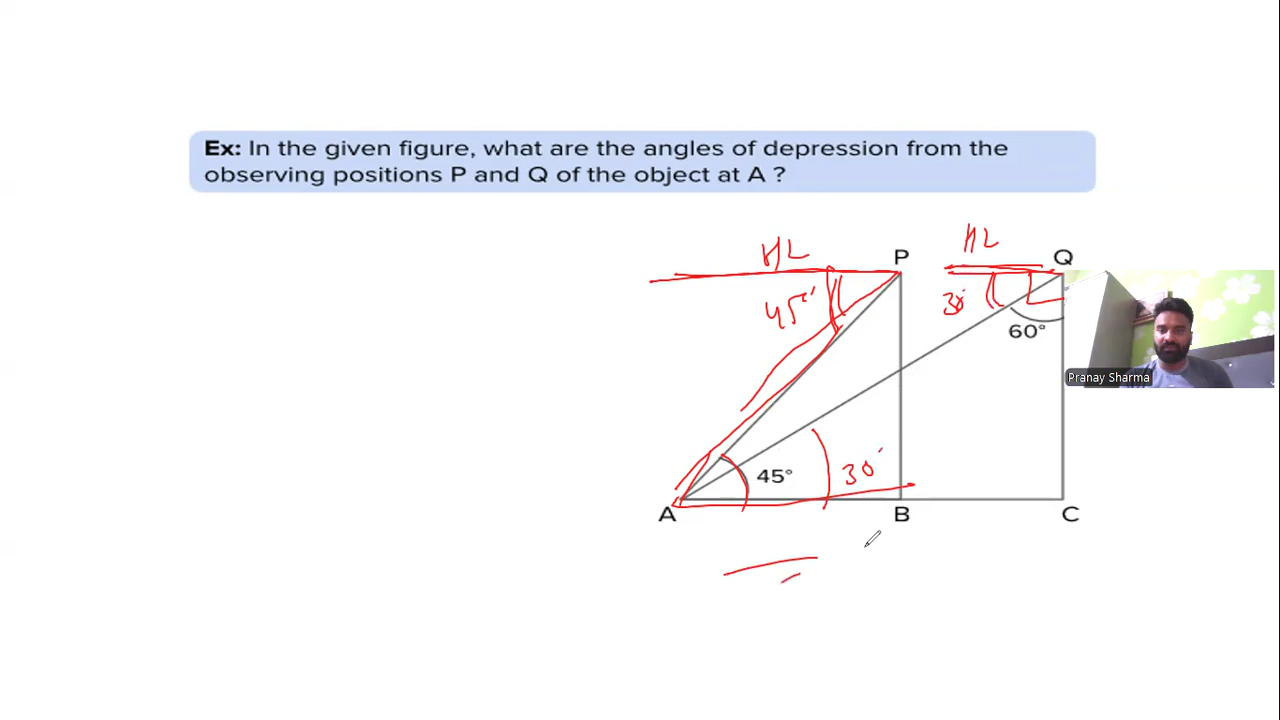 Ex: In the given figure, what are the angles of depression from the
observing positions P and Q of the object at A ?
HL
HL
P
Q
45°
30°
60°
Pranay Sharma
45°
30°
A
B
C